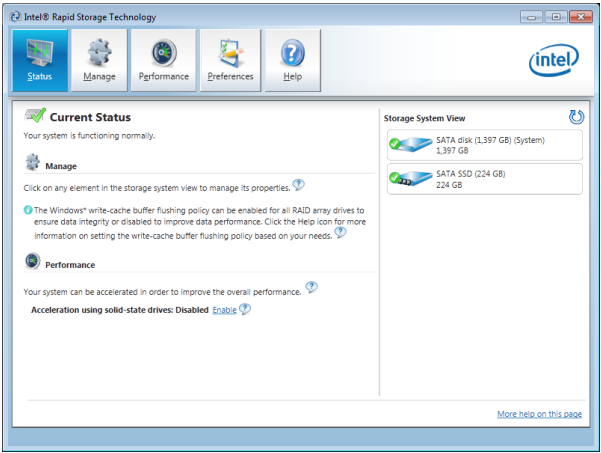 Intel® Rapid Storage Technology
Status
Manage
Performance
Preferences
Help
intel
Current Status
Your system is functioning normally.
Manage
Click on any element in the storage system view to manage its properties.
The Windows* write-cache buffer flushing policy can be enabled for all RAID array drives to
ensure data integrity or disabled to improve data performance. Click the Help icon for more
information on setting the write-cache buffer flushing policy based on your needs.
Performance
Your system can be accelerated in order to improve the overall performance.
Acceleration using solid-state drives: Disabled Enable
Storage System View
SATA disk (1,397 GB) (System)
1,397 GB
SATA SSD (224 GB)
224 GB
More help on this page